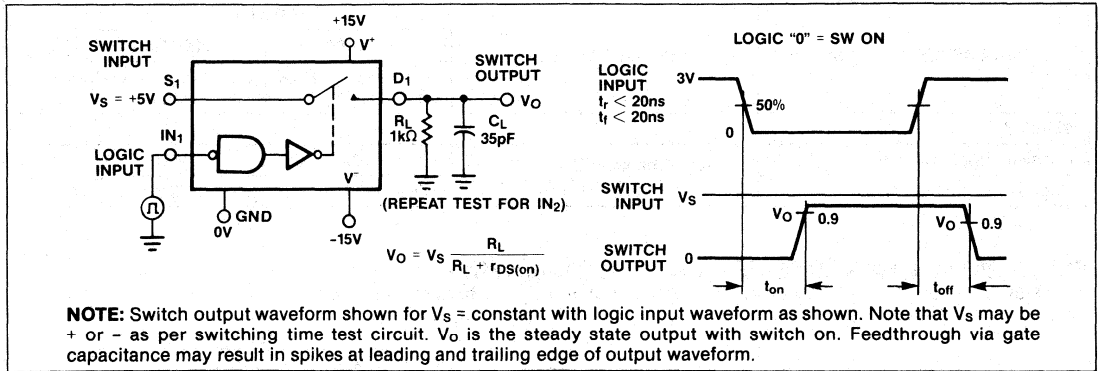 +15V
V+
SWITCH
INPUT
S1
VS = +5V
D1
SWITCH
OUTPUT
VO
RL
1kΩ
CL
35pF
IN1
LOGIC
INPUT
V−
GND
0V
−15V
(REPEAT TEST FOR IN2)
VO = VS RL
RL + rDS(on)
LOGIC "0" = SW ON
LOGIC
INPUT
tr < 20ns
tf < 20ns
3V
50%
0
SWITCH
INPUT
VS
VO
0.9
VO
0.9
SWITCH
OUTPUT
0
ton
toff
NOTE: Switch output waveform shown for VS = constant with logic input waveform as shown. Note that VS may be
+ or − as per switching time test circuit. VO is the steady state output with switch on. Feedthrough via gate
capacitance may result in spikes at leading and trailing edge of output waveform.